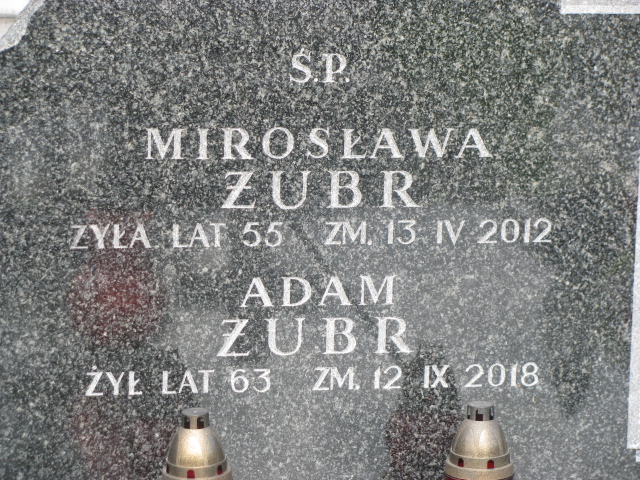 Ś.P.
MIROSŁAWA
ŻUBR
ŻYŁA LAT 55 ZM. 13 IV 2012
ADAM
ŻUBR
ŻYŁ LAT 63 ZM. 12 IX 2018